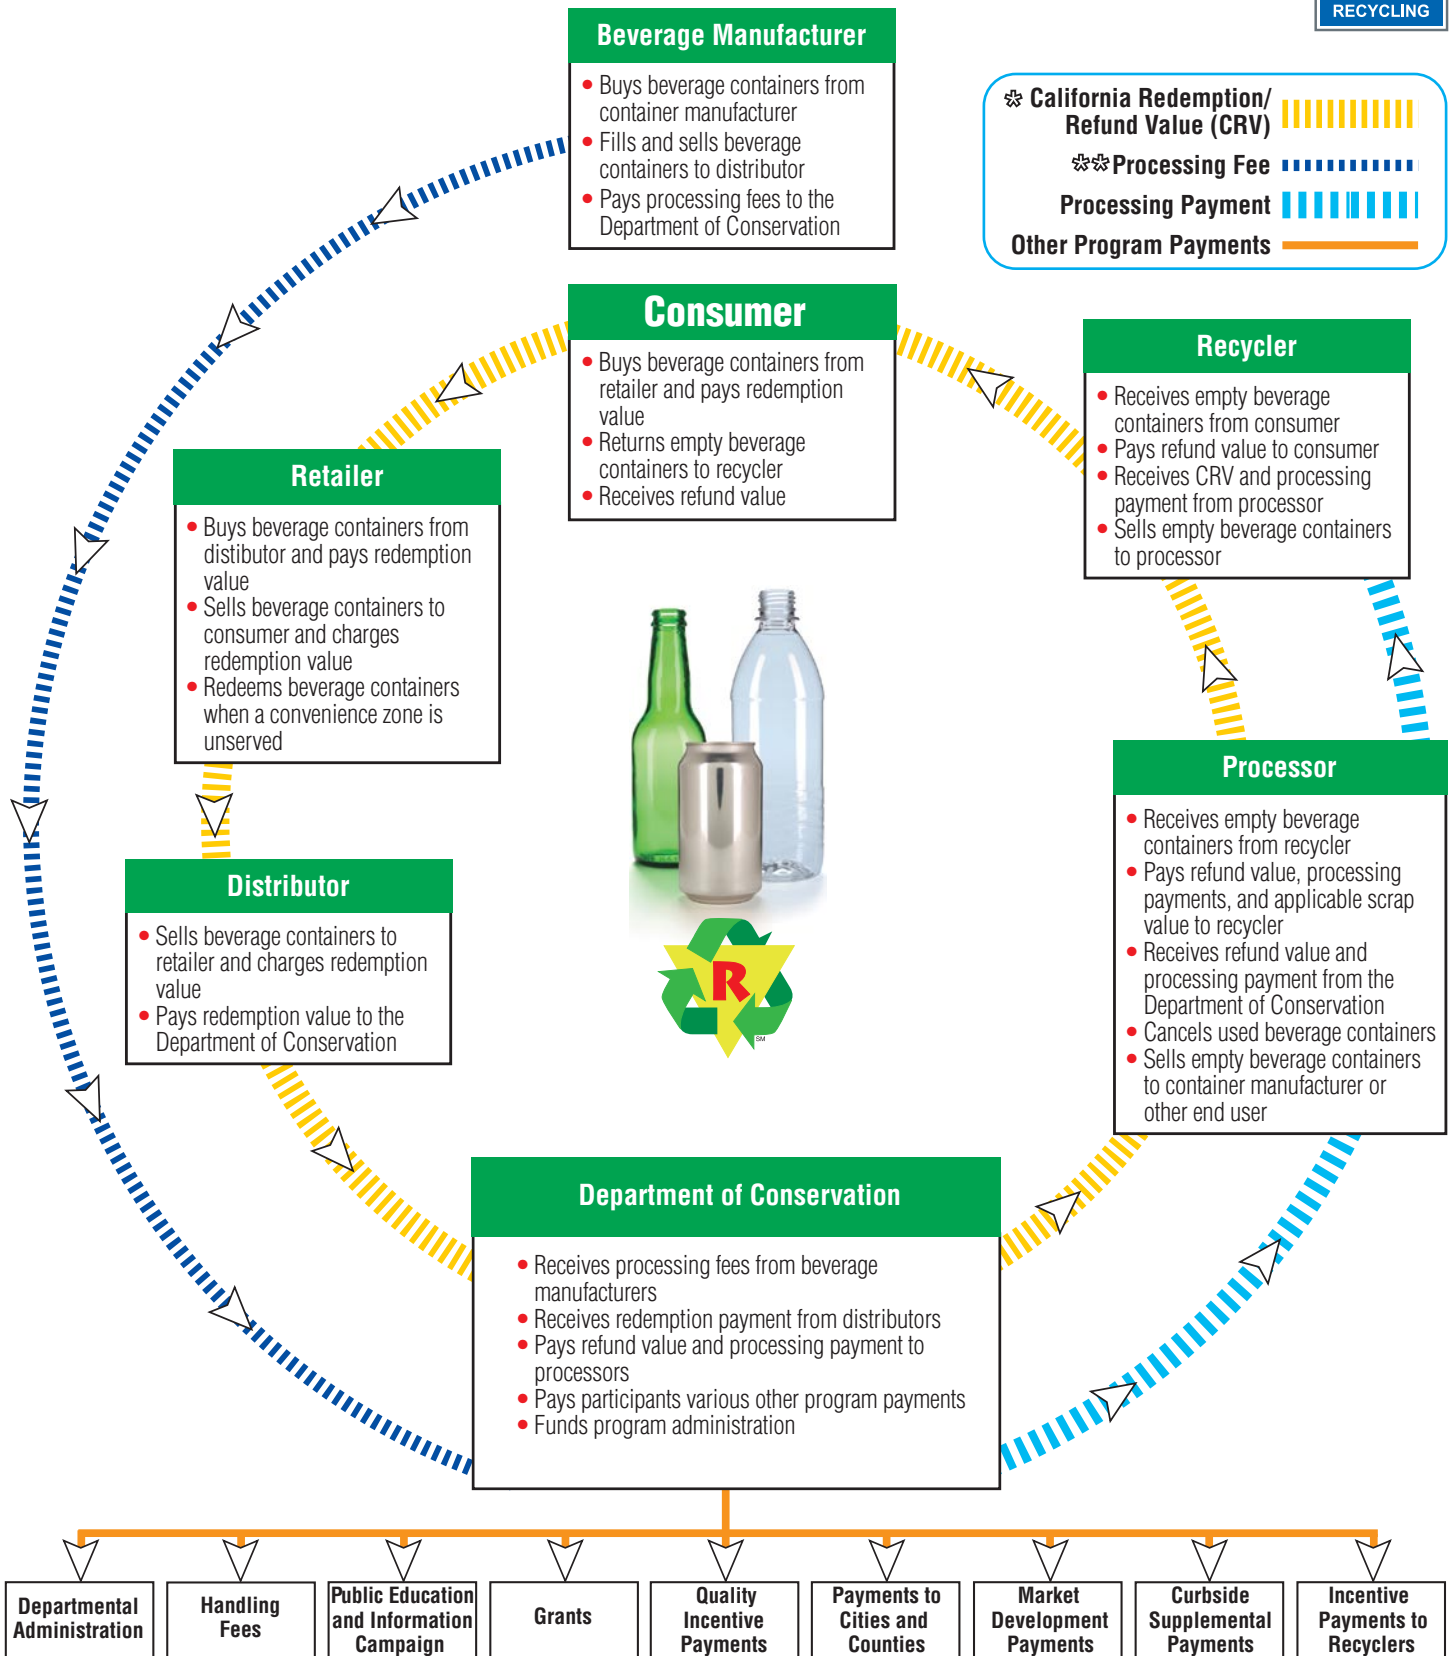 RECYCLING
Beverage Manufacturer
• Buys beverage containers from
container manufacturer
• Fills and sells beverage
containers to distributor
• Pays processing fees to the
Department of Conservation
* California Redemption/
Refund Value (CRV)
**Processing Fee
Processing Payment
Other Program Payments
Consumer
• Buys beverage containers from
retailer and pays redemption
value
• Returns empty beverage
containers to recycler
• Receives refund value
Recycler
• Receives empty beverage
containers from consumer
• Pays refund value to consumer
• Receives CRV and processing
payment from processor
• Sells empty beverage containers
to processor
Retailer
• Buys beverage containers from
distibutor and pays redemption
value
• Sells beverage containers to
consumer and charges
redemption value
• Redeems beverage containers
when a convenience zone is
unserved
Processor
• Receives empty beverage
containers from recycler
• Pays refund value, processing
payments, and applicable scrap
value to recycler
• Receives refund value and
processing payment from the
Department of Conservation
• Cancels used beverage containers
• Sells empty beverage containers
to container manufacturer or
other end user
Distributor
• Sells beverage containers to
retailer and charges redemption
value
• Pays redemption value to the
Department of Conservation
R
SM
Department of Conservation
• Receives processing fees from beverage
manufacturers
• Receives redemption payment from distributors
• Pays refund value and processing payment to
processors
• Pays participants various other program payments
• Funds program administration
Departmental
Administration
Handling
Fees
Public Education
and Information
Campaign
Grants
Quality
Incentive
Payments
Payments to
Cities and
Counties
Market
Development
Payments
Curbside
Supplemental
Payments
Incentive
Payments to
Recyclers